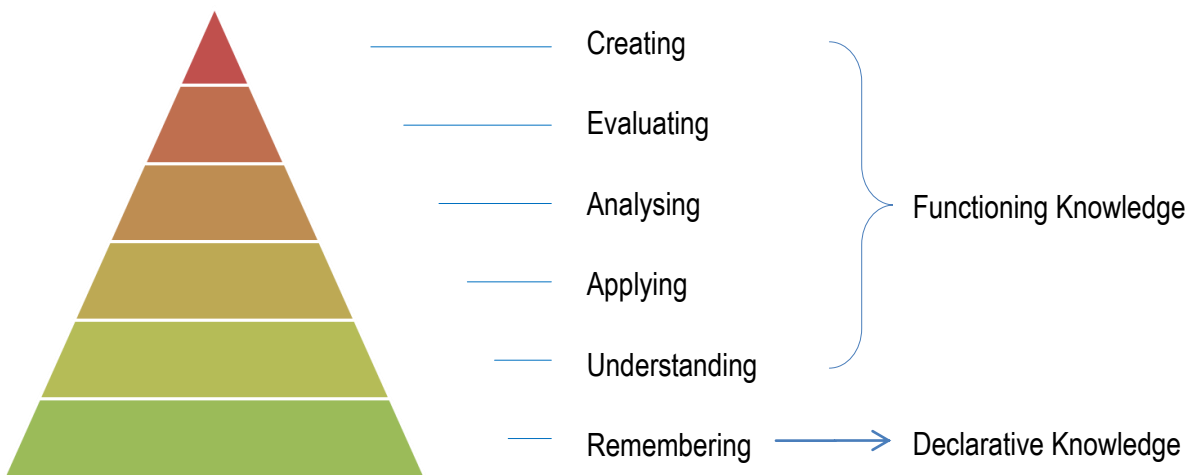 Creating
Evaluating
Analysing
Functioning Knowledge
Applying
Understanding
Remembering
Declarative Knowledge